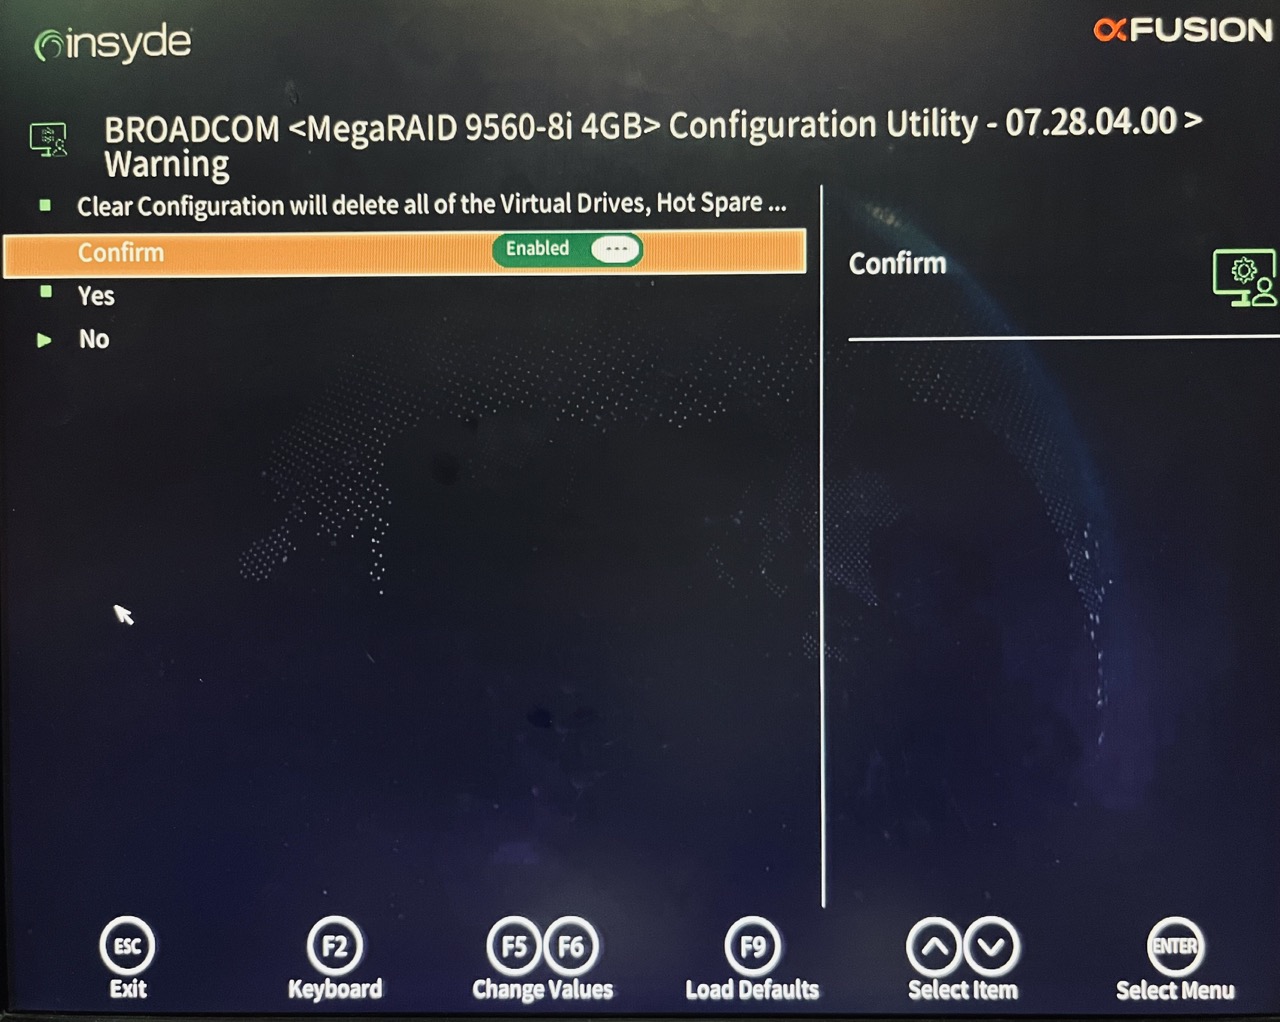 insyde
αFUSION
BROADCOM <MegaRAID 9560-8i 4GB> Configuration Utility - 07.28.04.00 >
Warning
Clear Configuration will delete all of the Virtual Drives, Hot Spare ...
Confirm Enabled
Confirm
Yes
No
ESC F2 F5 F6 F9 ENTER
Exit Keyboard Change Values Load Defaults Select Item Select Menu